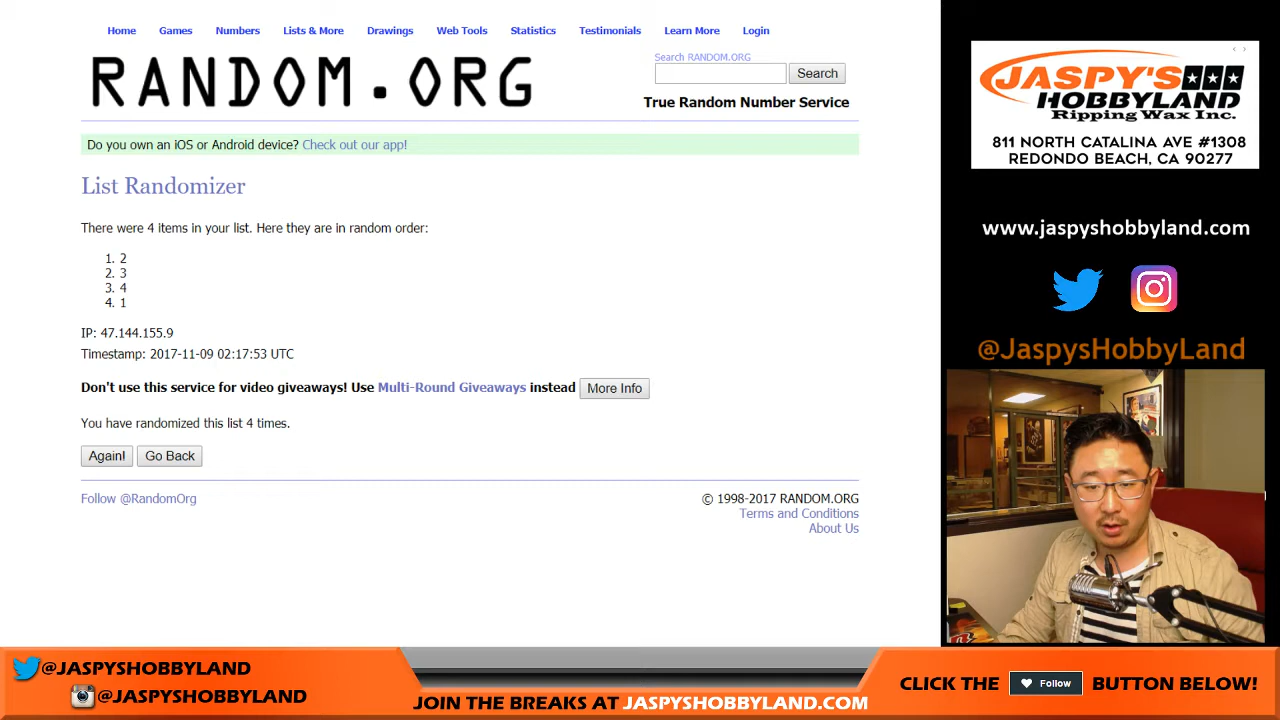 Home Games Numbers Lists & More Drawings Web Tools Statistics Testimonials Learn More Login
RANDOM.ORG
Search RANDOM.ORG
Search
True Random Number Service
Do you own an iOS or Android device? Check out our app!
List Randomizer
There were 4 items in your list. Here they are in random order:
1. 2
2. 3
3. 4
4. 1
IP: 47.144.155.9
Timestamp: 2017-11-09 02:17:53 UTC
Don't use this service for video giveaways! Use Multi-Round Giveaways instead More Info
You have randomized this list 4 times.
Again! Go Back
Follow @RandomOrg
© 1998-2017 RANDOM.ORG
Terms and Conditions
About Us
JASPY'S
HOBBYLAND
Ripping Wax Inc.
811 NORTH CATALINA AVE #1308
REDONDO BEACH, CA 90277
www.jaspyshobbyland.com
@JaspysHobbyLand
@JASPYSHOBBYLAND
@JASPYSHOBBYLAND
JOIN THE BREAKS AT JASPYSHOBBYLAND.COM
CLICK THE Follow BUTTON BELOW!